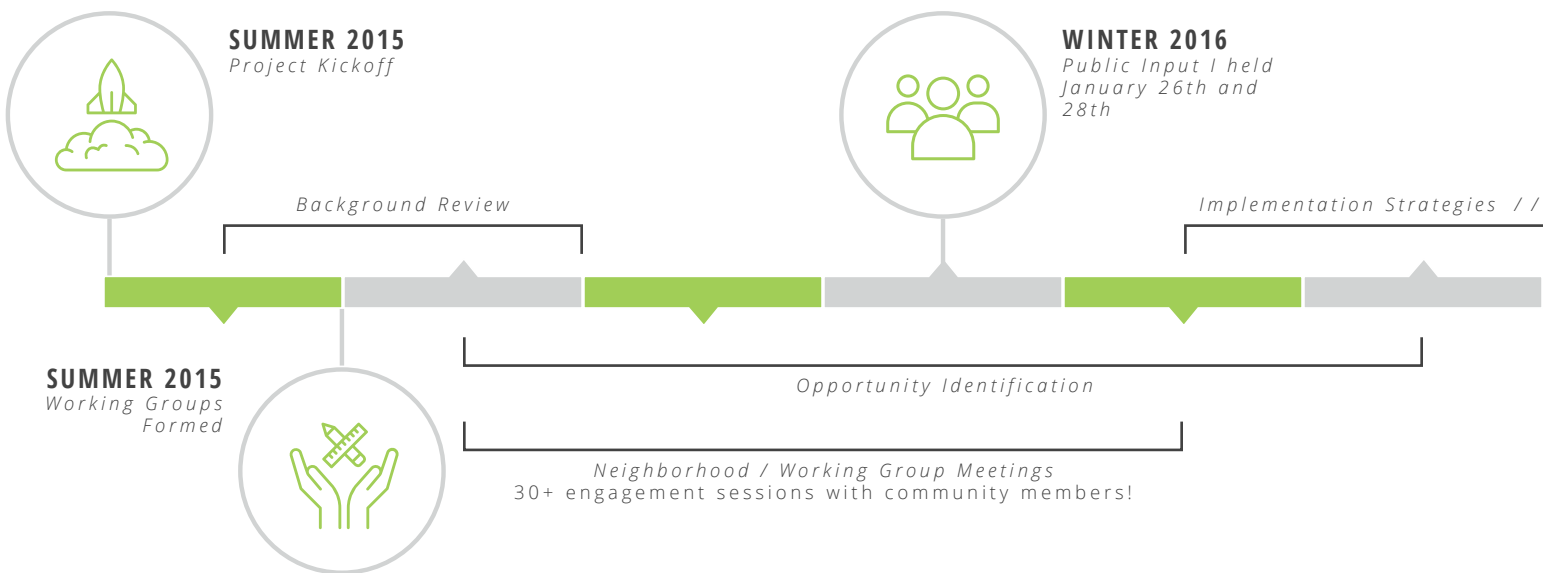 SUMMER 2015
Project Kickoff
WINTER 2016
Public Input I held
January 26th and
28th
Background Review
Implementation Strategies //
SUMMER 2015
Working Groups
Formed
Opportunity Identification
Neighborhood / Working Group Meetings
30+ engagement sessions with community members!